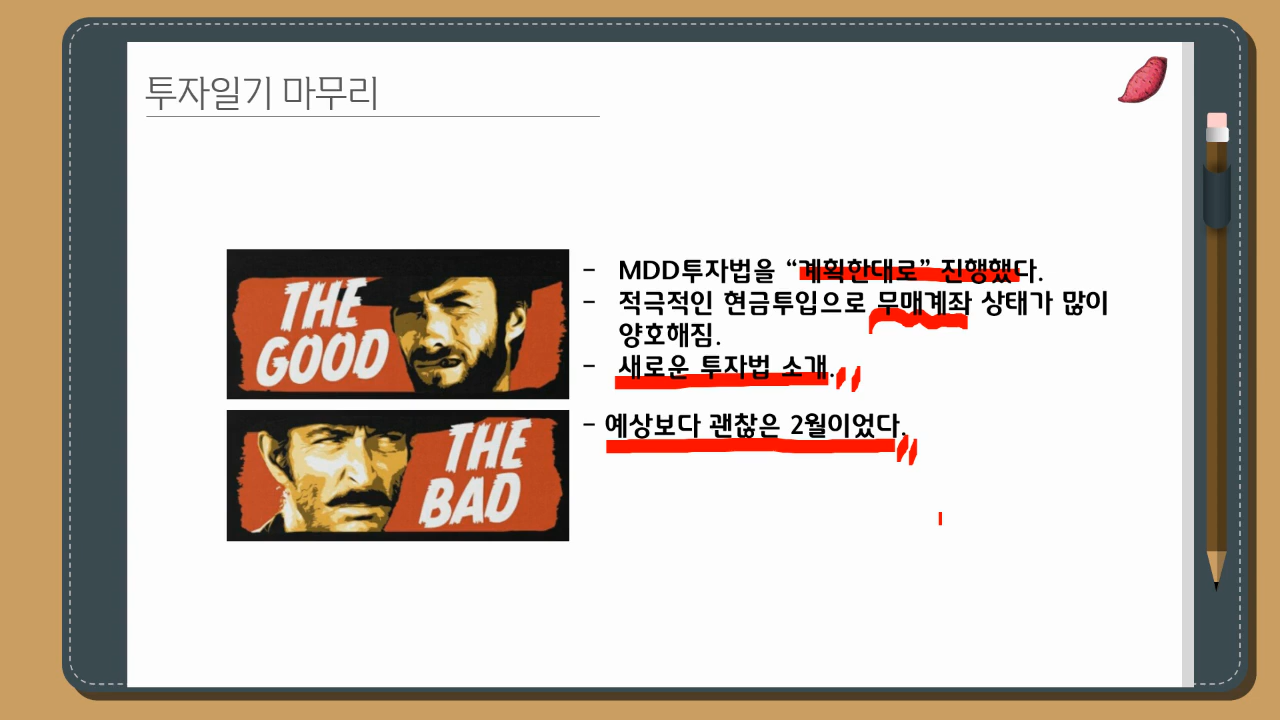 투자일기 마무리
THE
GOOD
- MDD투자법을 “계획한대로” 진행했다.
- 적극적인 현금투입으로 무매계좌 상태가 많이
양호해짐.
- 새로운 투자법 소개.
THE
BAD
- 예상보다 괜찮은 2월이었다.